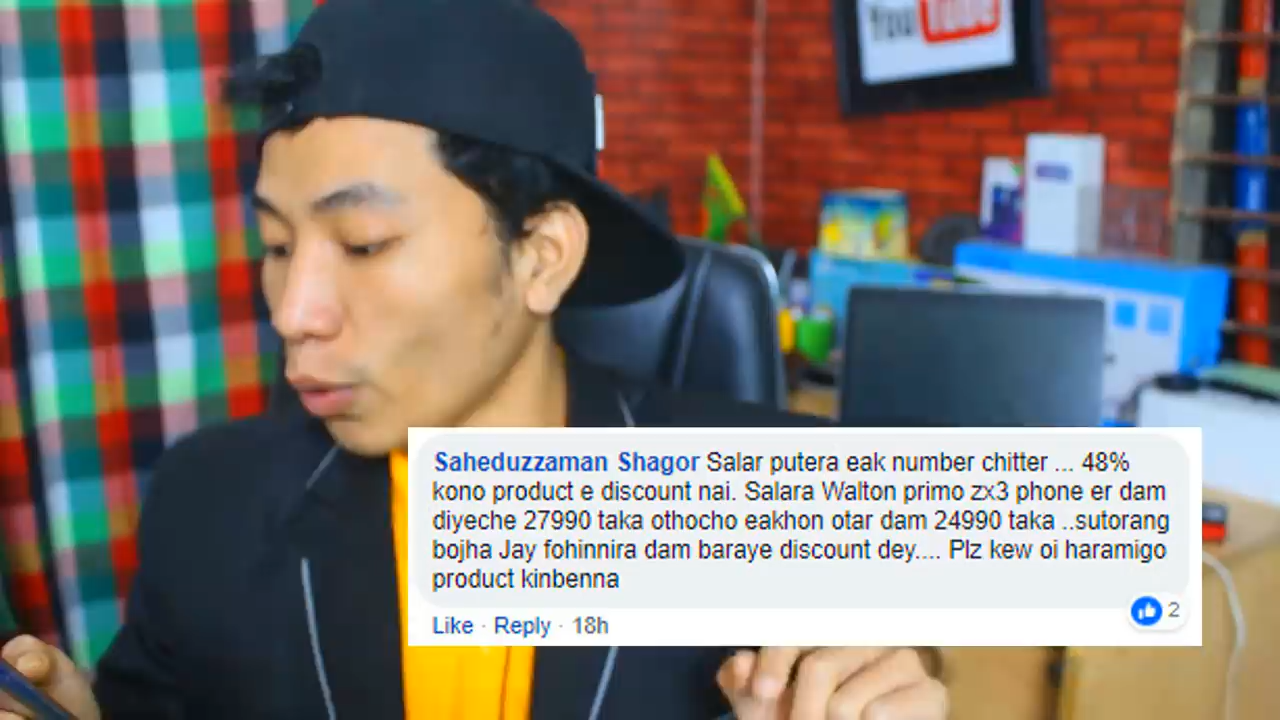 YouTube
Saheduzzaman Shagor Salar putera eak number chitter ... 48%
kono product e discount nai. Salara Walton primo zx3 phone er dam
diyeche 27990 taka othocho eakhon otar dam 24990 taka ..sutorang
bojha Jay fohinnira dam baraye discount dey.... Plz kew oi haramigo
product kinbenna
2
Like · Reply · 18h